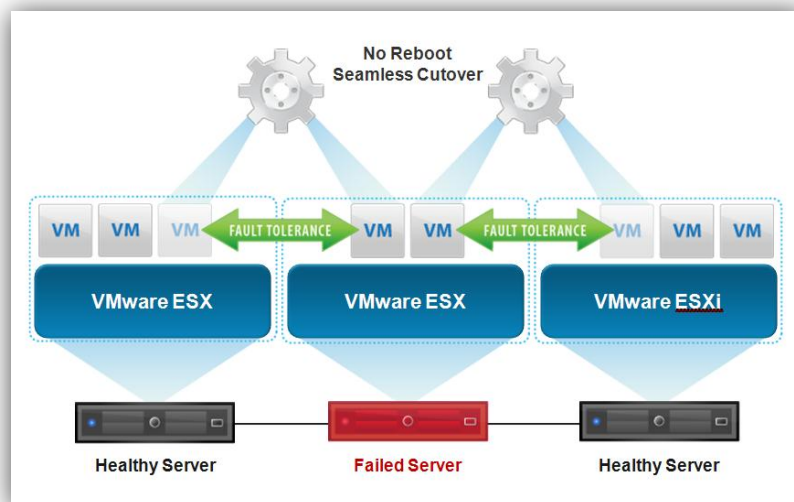 No Reboot
Seamless Cutover
VM VM VM FAULT TOLERANCE VM VM FAULT TOLERANCE VM VM VM
VMware ESX VMware ESX VMware ESXi
Healthy Server Failed Server Healthy Server